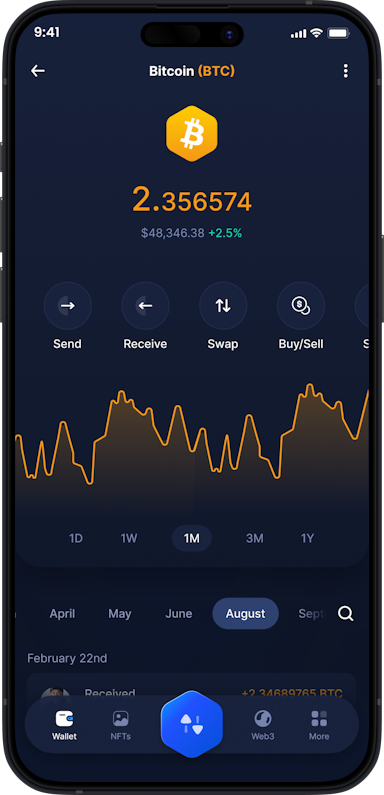 9:41
Bitcoin (BTC)
2.356574
$48,346.38 +2.5%
Send Receive Swap Buy/Sell S
1D 1W 1M 3M 1Y
April May June August Sept
February 22nd
Received +2.34689765 BTC
Wallet NFTs Web3 More